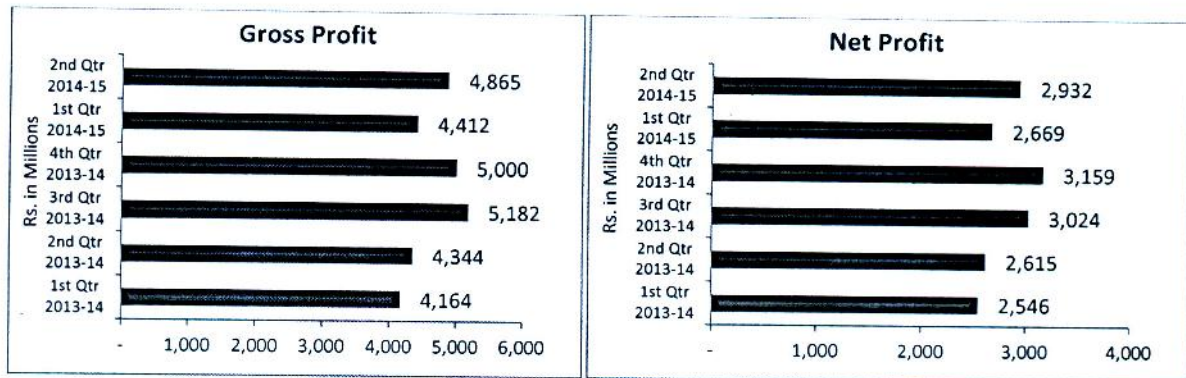 Gross Profit
Rs. in Millions
2nd Qtr
2014-15
4,865
1st Qtr
2014-15
4,412
4th Qtr
2013-14
5,000
3rd Qtr
2013-14
5,182
2nd Qtr
2013-14
4,344
1st Qtr
2013-14
4,164
- 1,000 2,000 3,000 4,000 5,000 6,000
Net Profit
Rs. in Millions
2nd Qtr
2014-15
2,932
1st Qtr
2014-15
2,669
4th Qtr
2013-14
3,159
3rd Qtr
2013-14
3,024
2nd Qtr
2013-14
2,615
1st Qtr
2013-14
2,546
- 1,000 2,000 3,000 4,000